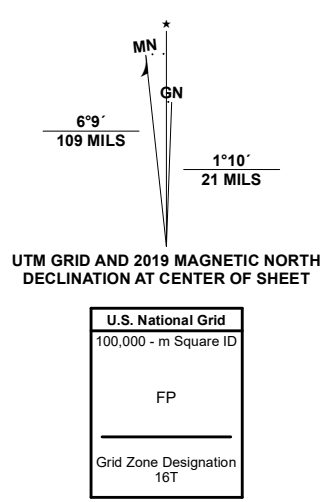 ★
MN
GN
6°9´
109 MILS
1°10´
21 MILS
UTM GRID AND 2019 MAGNETIC NORTH
DECLINATION AT CENTER OF SHEET
U.S. National Grid
100,000 - m Square ID
FP
Grid Zone Designation
16T